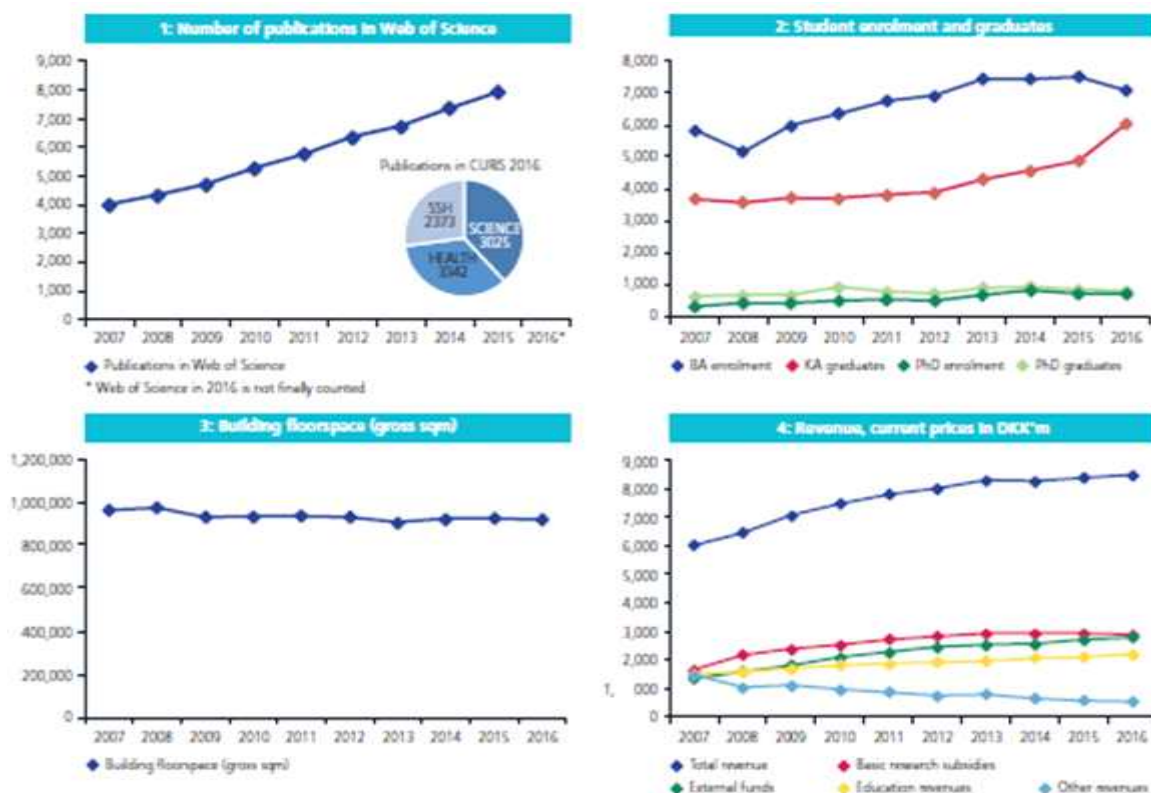 1: Number of publications in Web of Science
9,000
8,000
7,000
6,000
5,000
4,000
3,000
2,000
1,000
0
2007 2008 2009 2010 2011 2012 2013 2014 2015 2016*
Publications in CURIS 2016
SSH
2373
SCIENCE
3025
HEALTH
3342
Publications in Web of Science
* Web of Science in 2016 is not finally counted
2: Student enrolment and graduates
8,000
7,000
6,000
5,000
4,000
3,000
2,000
1,000
0
2007 2008 2009 2010 2011 2012 2013 2014 2015 2016
BA enrolment KA graduates PhD enrolment PhD graduates
3: Building floorspace (gross sqm)
1,200,000
1,000,000
800,000
600,000
400,000
200,000
0
2007 2008 2009 2010 2011 2012 2013 2014 2015 2016
Building floorspace (gross sqm)
4: Revenue, current prices in DKK"m
9,000
8,000
7,000
6,000
5,000
4,000
3,000
2,000
1, 000
0
2007 2008 2009 2010 2011 2012 2013 2014 2015 2016
Total revenue Basic research subsidies
External funds Education revenues Other revenues